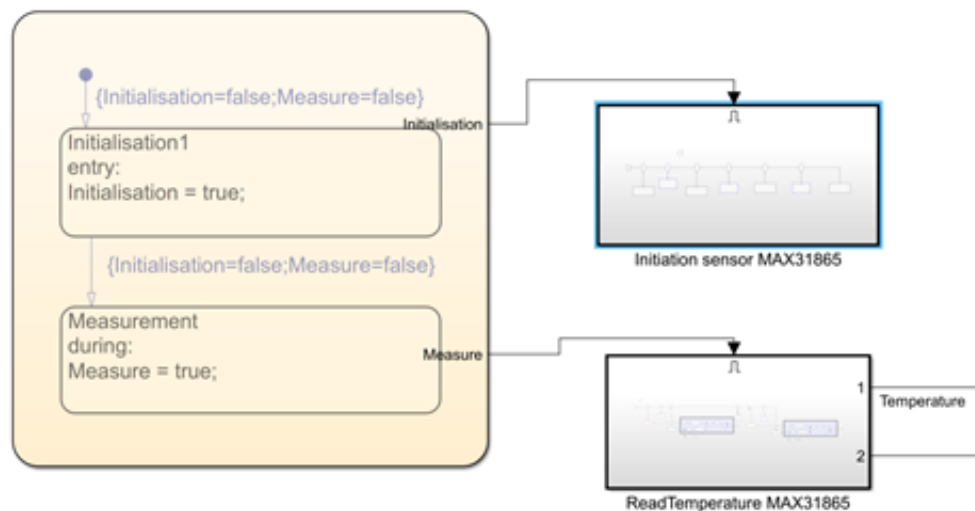 {Initialisation=false;Measure=false}
Initialisation
Initialisation1
entry:
Initialisation = true;
Initiation sensor MAX31865
{Initialisation=false;Measure=false}
Measurement
during:
Measure = true;
Measure
1
Temperature
2
ReadTemperature MAX31865